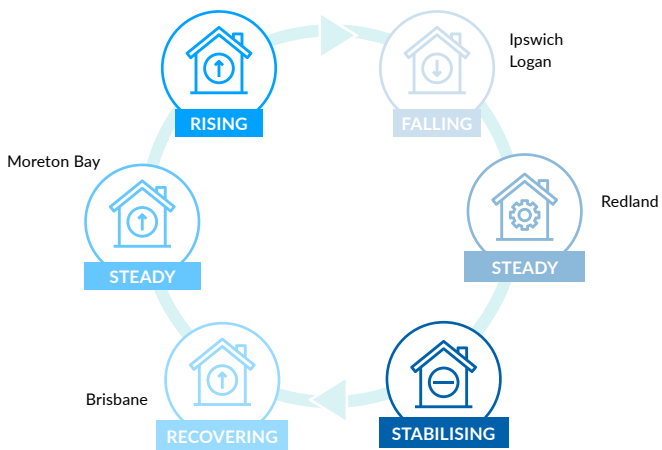 RISING
FALLING
Ipswich
Logan
Moreton Bay
STEADY
Redland
STEADY
Brisbane
RECOVERING
STABILISING